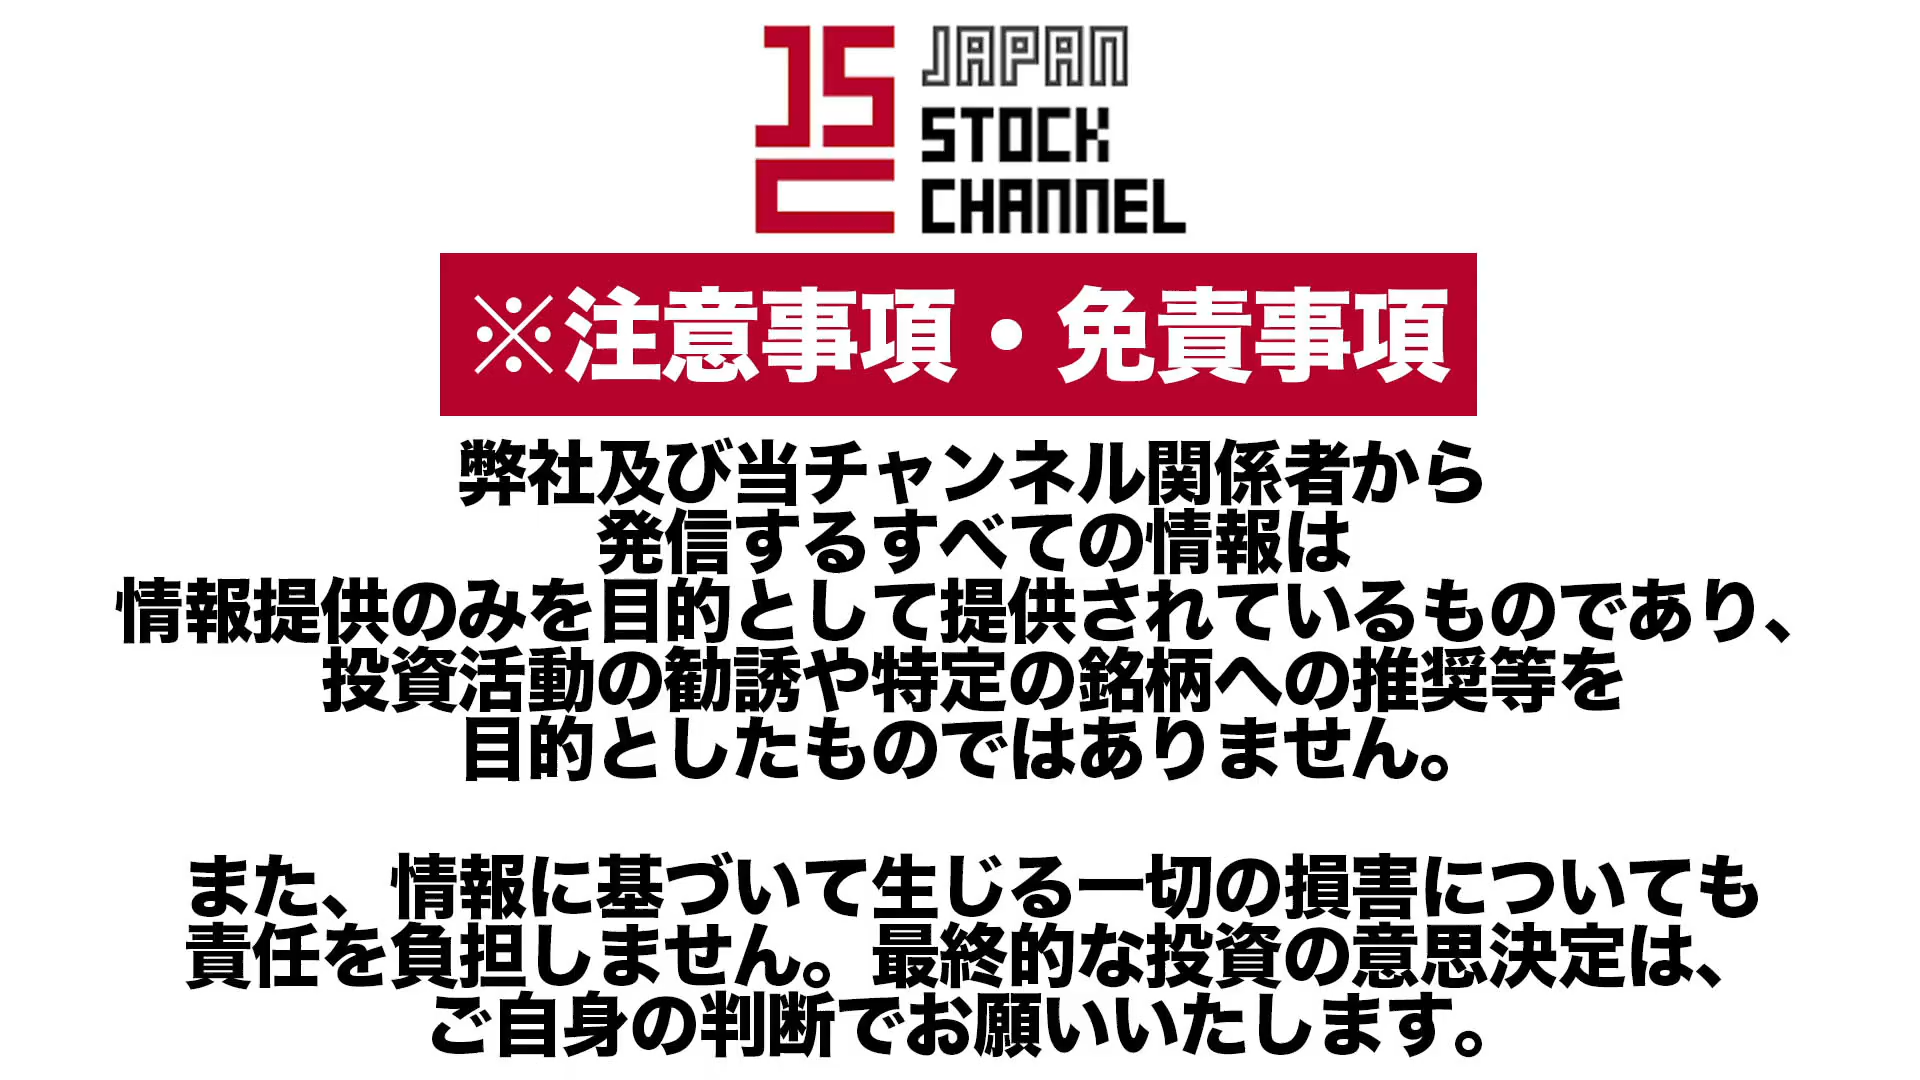 JSC
JAPAN
STOCK
CHANNEL
※注意事項・免責事項
弊社及び当チャンネル関係者から
発信するすべての情報は
情報提供のみを目的として提供されているものであり、
投資活動の勧誘や特定の銘柄への推奨等を
目的としたものではありません。
また、情報に基づいて生じる一切の損害についても
責任を負担しません。最終的な投資の意思決定は、
ご自身の判断でお願いいたします。